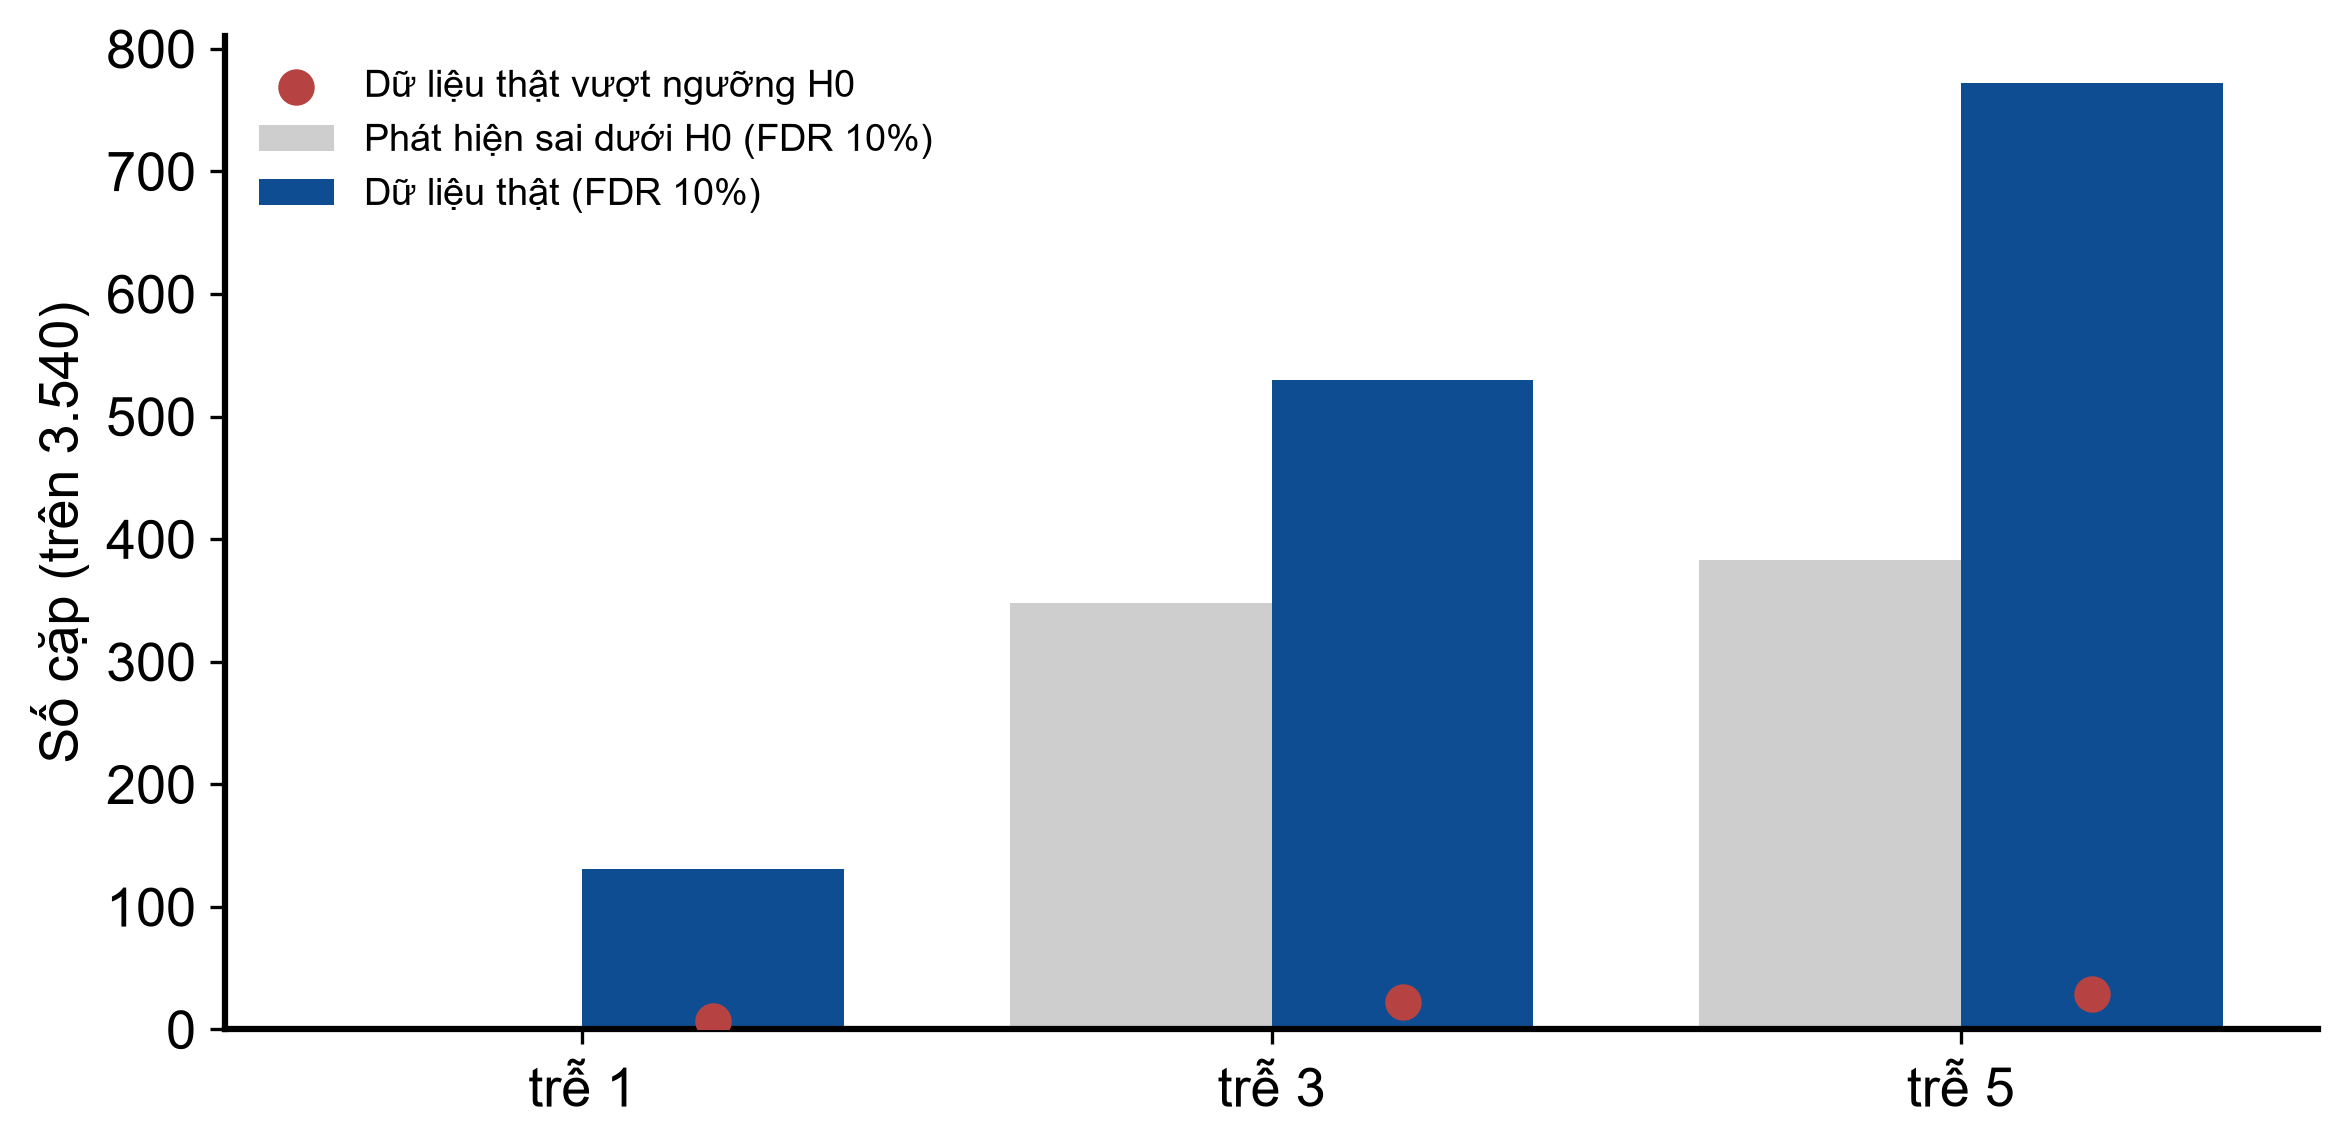 800
700
600
500
400
300
200
100
0
Số cặp (trên 3.540)
Dữ liệu thật vượt ngưỡng H0
Phát hiện sai dưới H0 (FDR 10%)
Dữ liệu thật (FDR 10%)
trễ 1
trễ 3
trễ 5